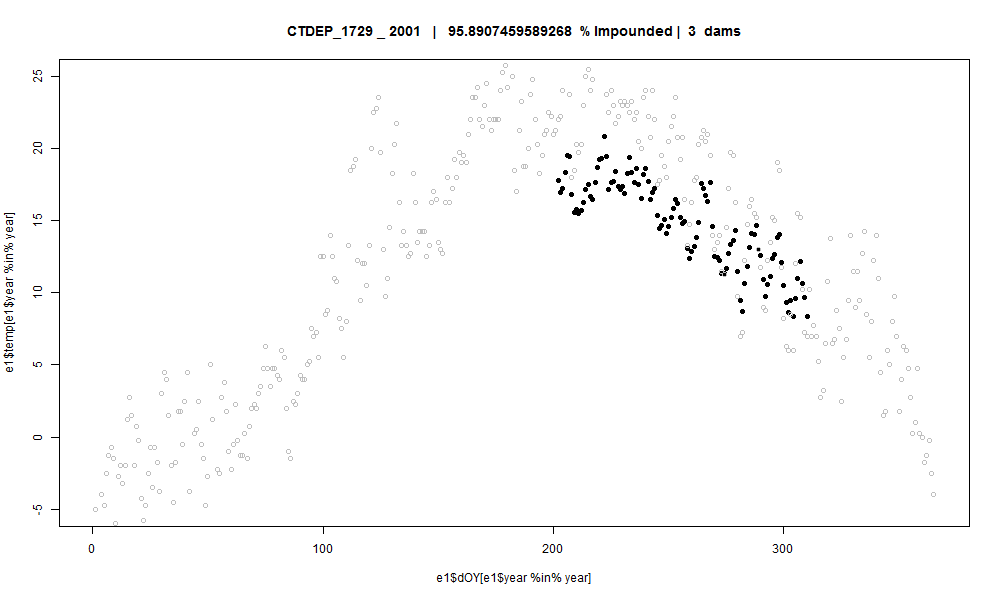 CTDEP_1729 _ 2001 | 95.8907459589268 % Impounded | 3 dams
e1$temp[e1$year %in% year]
25
20
15
10
5
0
-5
0 100 200 300
e1$dOY[e1$year %in% year]